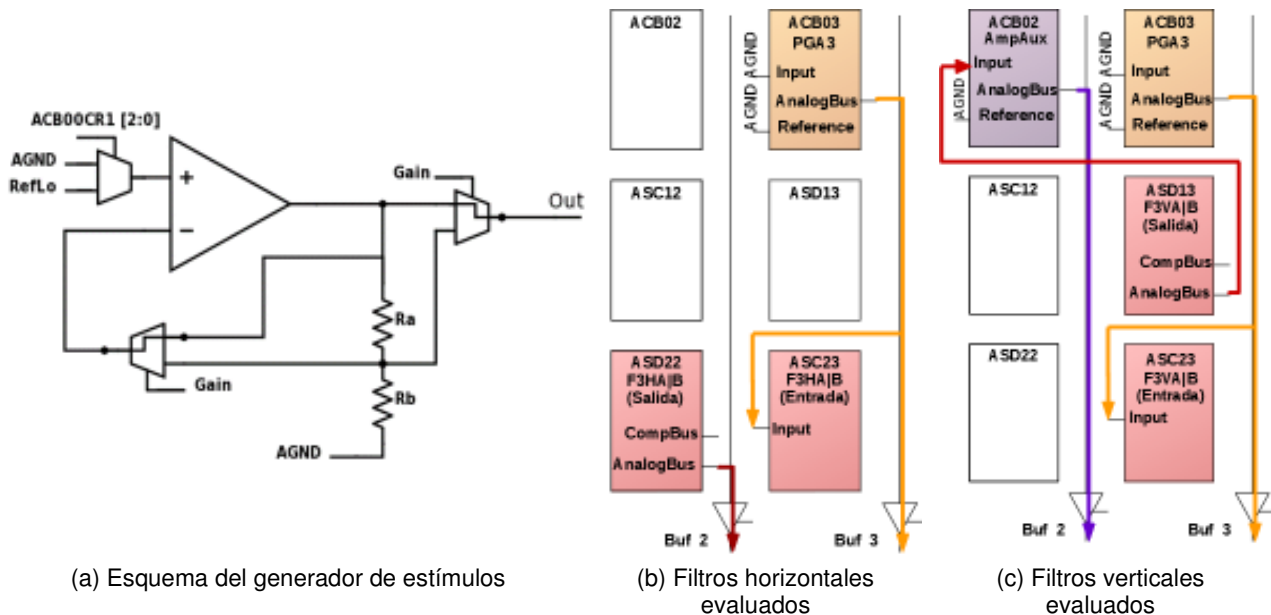 ACB00CR1 [2:0]
AGND
RefLo
+
−
Gain
Out
Ra
Gain
Rb
AGND
ACB02
ACB03
PGA3
AGND
Input
AnalogBus
AGND
Reference
ASC12
ASD13
ASD22
F3HA|B
(Salida)
CompBus
AnalogBus
ASC23
F3HA|B
(Entrada)
Input
Buf 2
Buf 3
ACB02
AmpAux
Input
AnalogBus
AGND
Reference
ACB03
PGA3
AGND
Input
AnalogBus
AGND
Reference
ASC12
ASD13
F3VA|B
(Salida)
CompBus
AnalogBus
ASD22
ASC23
F3VA|B
(Entrada)
Input
Buf 2
Buf 3
(a) Esquema del generador de estímulos
(b) Filtros horizontales
evaluados
(c) Filtros verticales
evaluados